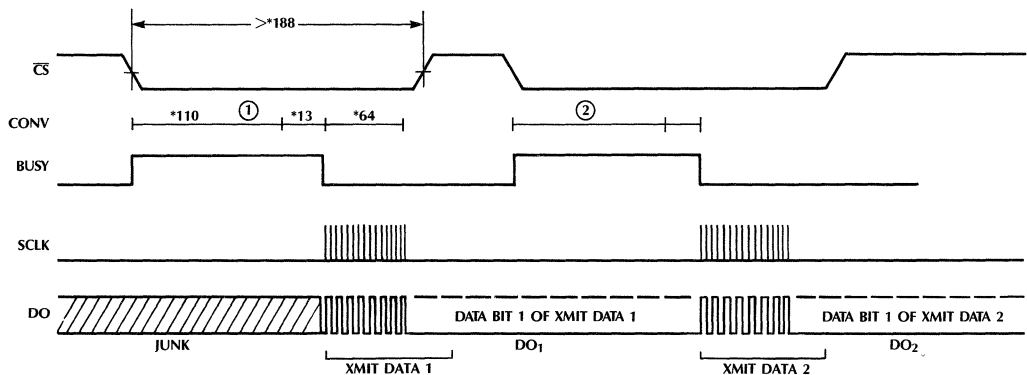 >*188
CS
CONV
*110 ① *13 *64 ②
BUSY
SCLK
DO
DATA BIT 1 OF XMIT DATA 1
DATA BIT 1 OF XMIT DATA 2
JUNK
DO₁
DO₂
XMIT DATA 1
XMIT DATA 2